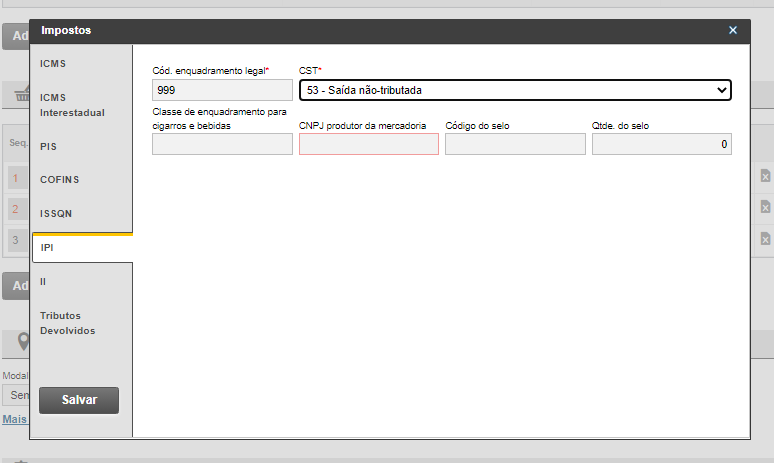 Impostos
×
Ad
ICMS
ICMS
Interestadual
PIS
COFINS
ISSQN
IPI
II
Tributos
Devolvidos
Salvar
Cód. enquadramento legal*
CST*
999
53 - Saída não-tributada
Classe de enquadramento para
cigarros e bebidas
CNPJ produtor da mercadoria
Código do selo
Qtde. do selo
0
Seq.
1
2
3
Ad
Modal
Sem
Mais